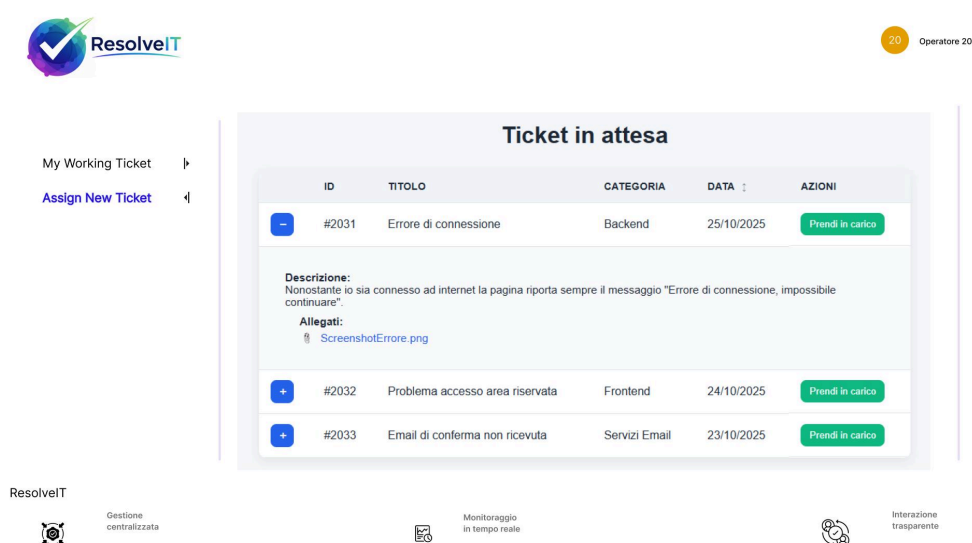 ResolveIT
20 Operatore 20
My Working Ticket
Assign New Ticket
Ticket in attesa
ID TITOLO CATEGORIA DATA ↕ AZIONI
− #2031 Errore di connessione Backend 25/10/2025 Prendi in carico
Descrizione:
Nonostante io sia connesso ad internet la pagina riporta sempre il messaggio "Errore di connessione, impossibile
continuare".
Allegati:
ScreenshotErrore.png
+ #2032 Problema accesso area riservata Frontend 24/10/2025 Prendi in carico
+ #2033 Email di conferma non ricevuta Servizi Email 23/10/2025 Prendi in carico
ResolveIT
Gestione
centralizzata
Monitoraggio
in tempo reale
Interazione
trasparente